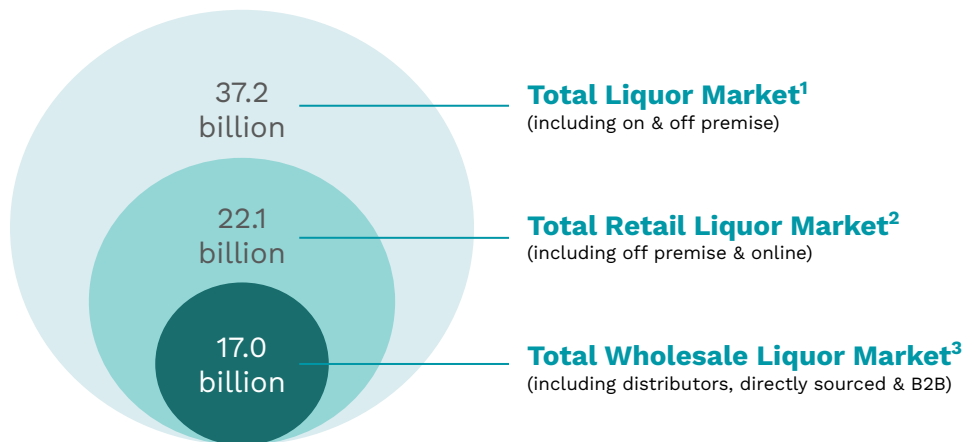 37.2
billion
Total Liquor Market¹
(including on & off premise)
22.1
billion
Total Retail Liquor Market²
(including off premise & online)
17.0
billion
Total Wholesale Liquor Market³
(including distributors, directly sourced & B2B)